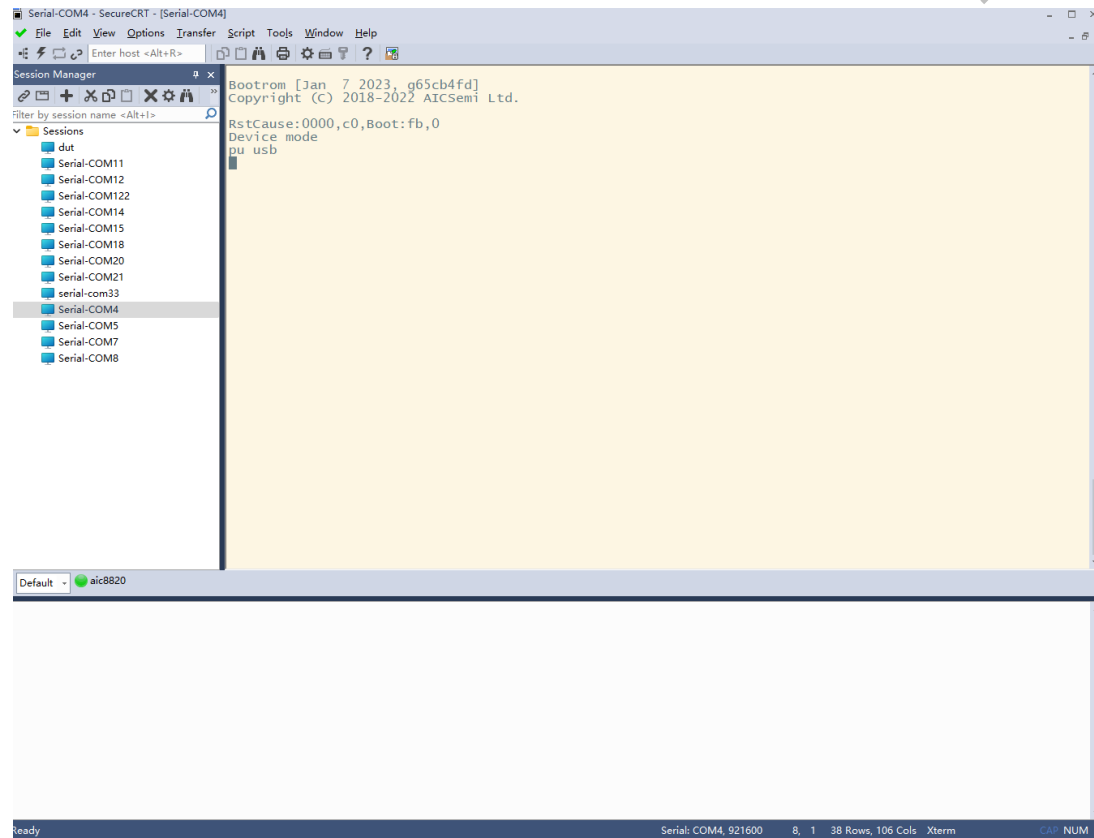 Serial-COM4 - SecureCRT - [Serial-COM4]
File Edit View Options Transfer Script Tools Window Help
Enter host <Alt+R>
Session Manager
Filter by session name <Alt+I>
Sessions
dut
Serial-COM11
Serial-COM12
Serial-COM122
Serial-COM14
Serial-COM15
Serial-COM18
Serial-COM20
Serial-COM21
serial-com33
Serial-COM4
Serial-COM5
Serial-COM7
Serial-COM8
Bootrom [Jan  7 2023, g65cb4fd]
Copyright (C) 2018-2022 AICSemi Ltd.
RstCause:0000,c0,Boot:fb,0
Device mode
pu usb
Default aic8820
Ready Serial: COM4, 921600 8, 1 38 Rows, 106 Cols Xterm CAP NUM